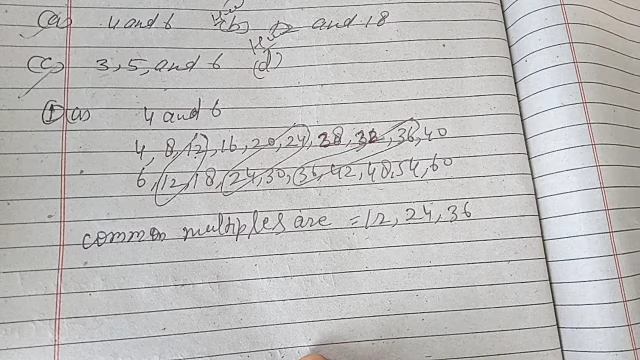 (a) 4 and 6 (b) and 18
(c) 3, 5, and 6 (d)
① (a) 4 and 6
4, 8, 12, 16, 20, 24, 28, 32, 36, 40
6, 12, 18, 24, 30, 36, 42, 48, 54, 60
common multiples are = 12, 24, 36